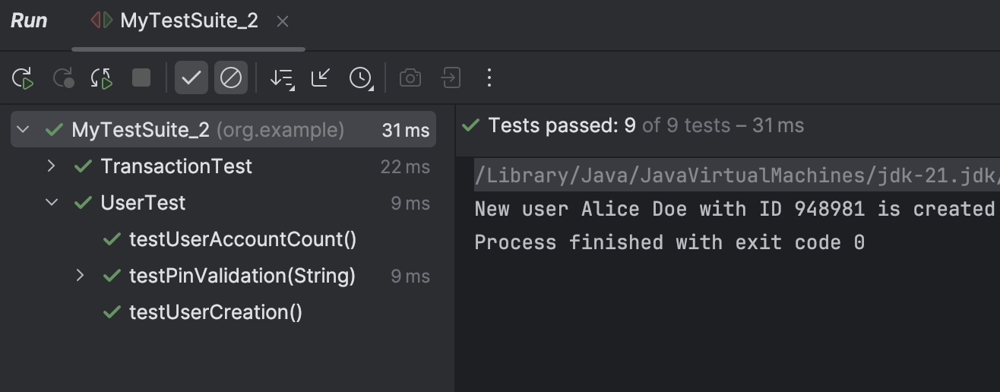 Run MyTestSuite_2
MyTestSuite_2 (org.example) 31 ms
TransactionTest 22 ms
UserTest 9 ms
testUserAccountCount()
testPinValidation(String) 9 ms
testUserCreation()
Tests passed: 9 of 9 tests – 31 ms
/Library/Java/JavaVirtualMachines/jdk-21.jdk/
New user Alice Doe with ID 948981 is created
Process finished with exit code 0